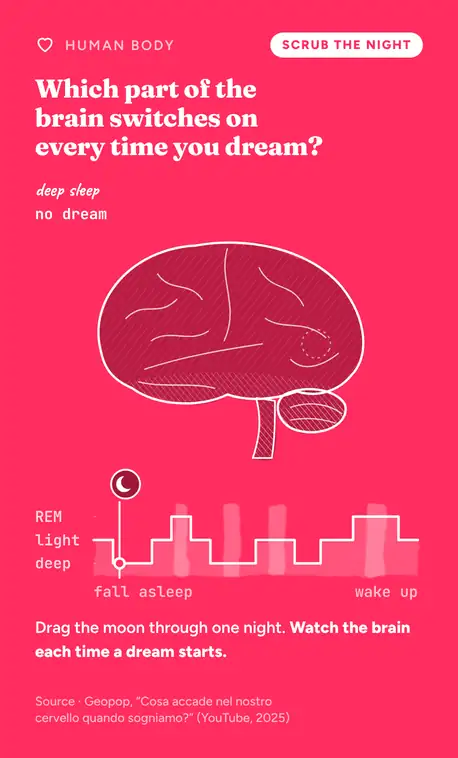 HUMAN BODY
SCRUB THE NIGHT
Which part of the
brain switches on
every time you dream?
deep sleep
no dream
REM
light
deep
fall asleep
wake up
Drag the moon through one night. Watch the brain
each time a dream starts.
Source · Geopop, “Cosa accade nel nostro
cervello quando sogniamo?” (YouTube, 2025)